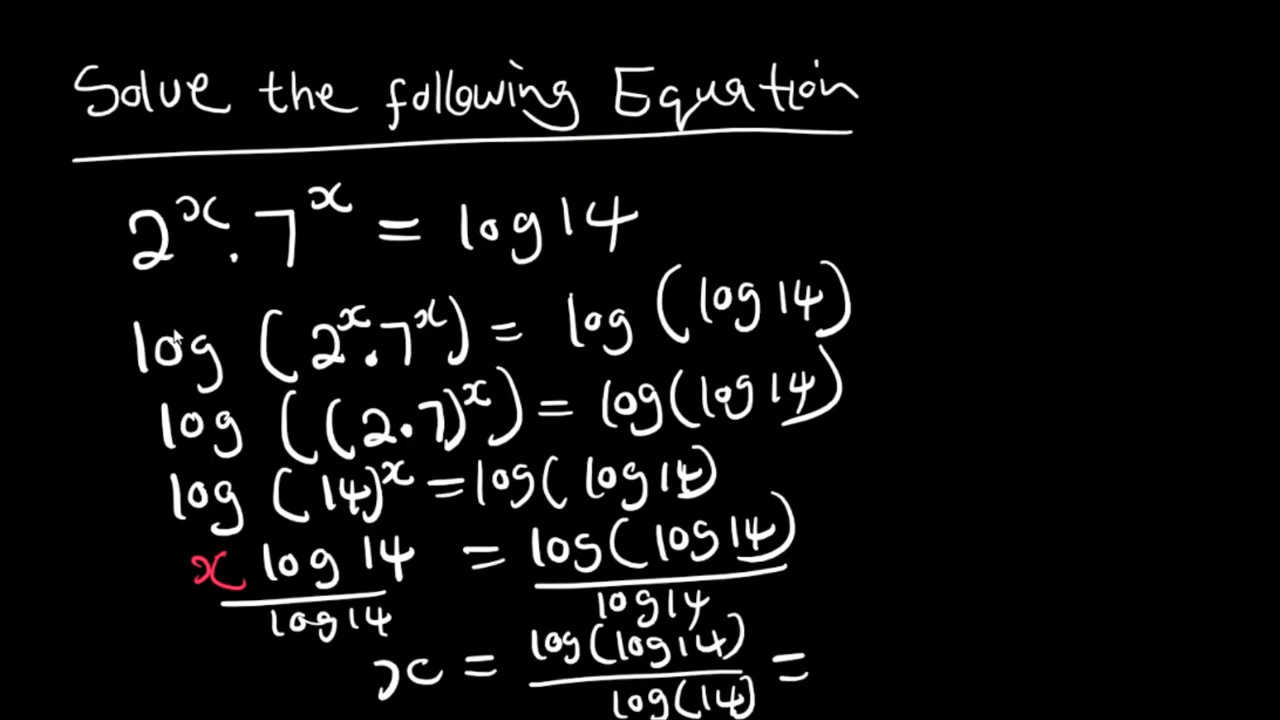 Solve the following Equation
2^x . 7^x = log 14
log (2^x . 7^x) = log (log 14)
log ((2 . 7)^x) = log(log 14)
log (14)^x = log( log 14)
x log 14 / log 14 = log( log 14) / log 14
x = log(log 14) / log(14) =